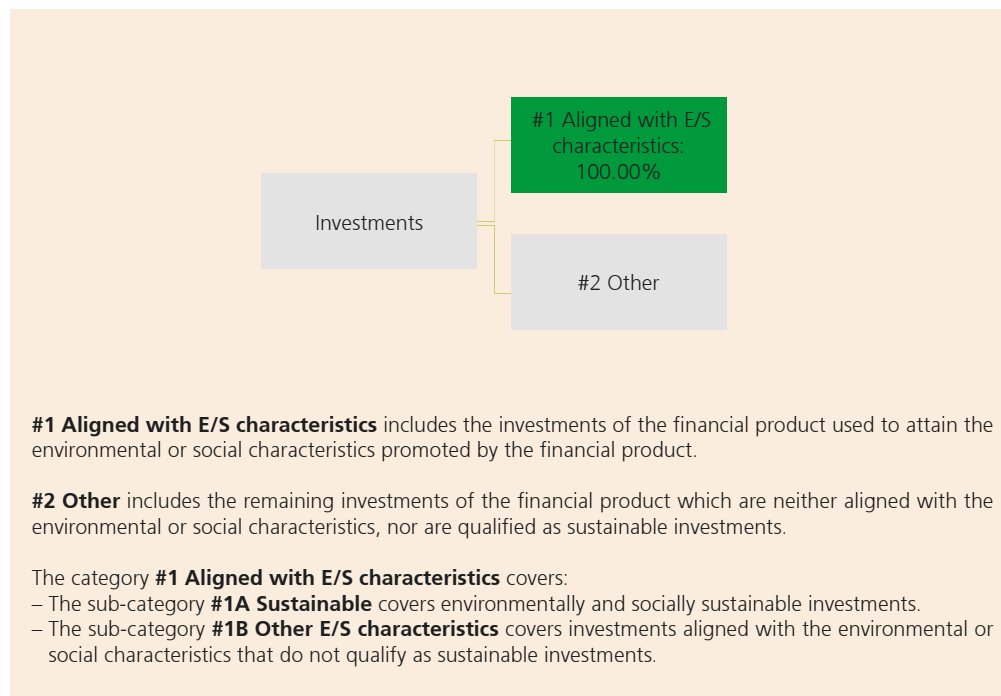 #1 Aligned with E/S
characteristics:
100.00%
Investments
#2 Other
#1 Aligned with E/S characteristics includes the investments of the financial product used to attain the
environmental or social characteristics promoted by the financial product.
#2 Other includes the remaining investments of the financial product which are neither aligned with the
environmental or social characteristics, nor are qualified as sustainable investments.
The category #1 Aligned with E/S characteristics covers:
– The sub-category #1A Sustainable covers environmentally and socially sustainable investments.
– The sub-category #1B Other E/S characteristics covers investments aligned with the environmental or
social characteristics that do not qualify as sustainable investments.